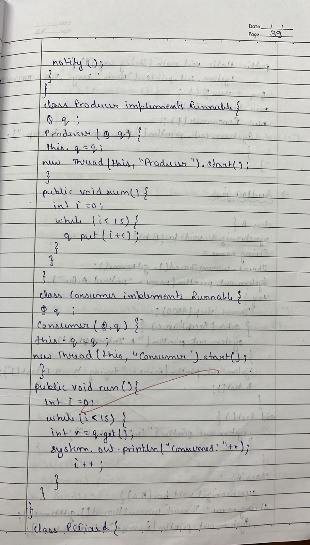 Date / /
Page 39
notify();
}
}
class Producer implements Runnable {
Q q ;
Producer (Q q) {
this.q = q;
new Thread (this, "Producer").start();
}
public void run() {
int i = 0;
while (i < 15) {
q.put (i++);
}
}
}
class Consumer implements Runnable {
Q q ;
Consumer (Q q) {
this.q = q ;
new Thread (this, "Consumer").start();
}
public void run() {
int i = 0;
while (i < 15) {
int r = q.get();
system.out.println("Consumed: "+r);
i++ ;
}
}
}
class {